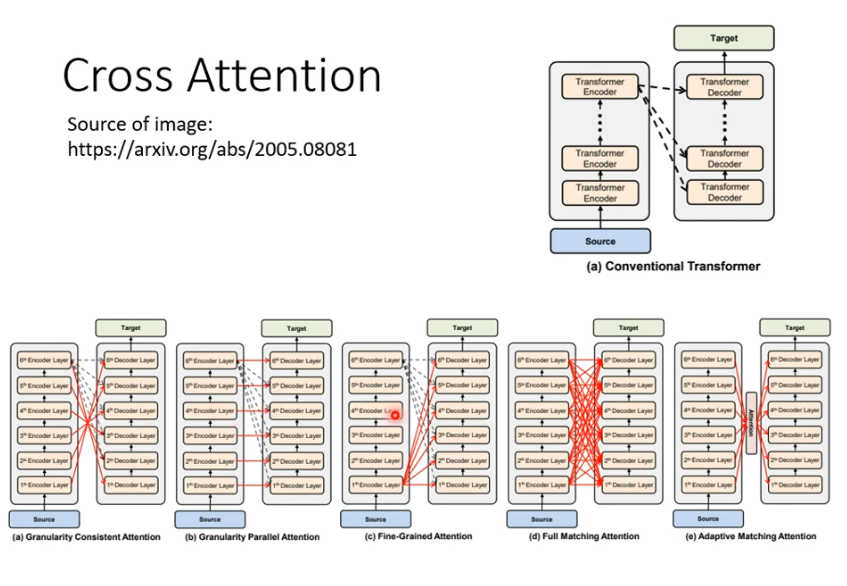 Cross Attention
Source of image:
https://arxiv.org/abs/2005.08081
Target
Transformer
Encoder
Transformer
Decoder
Transformer
Encoder
Transformer
Decoder
Transformer
Encoder
Transformer
Decoder
Source
(a) Conventional Transformer
Target
6th Encoder Layer
6th Decoder Layer
5th Encoder Layer
5th Decoder Layer
4th Encoder Layer
4th Decoder Layer
3rd Encoder Layer
3rd Decoder Layer
2nd Encoder Layer
2nd Decoder Layer
1st Encoder Layer
1st Decoder Layer
Source
(a) Granularity Consistent Attention
Target
6th Encoder Layer
6th Decoder Layer
5th Encoder Layer
5th Decoder Layer
4th Encoder Layer
4th Decoder Layer
3rd Encoder Layer
3rd Decoder Layer
2nd Encoder Layer
2nd Decoder Layer
1st Encoder Layer
1st Decoder Layer
Source
(b) Granularity Parallel Attention
Target
6th Encoder Layer
6th Decoder Layer
5th Encoder Layer
5th Decoder Layer
4th Encoder Layer
4th Decoder Layer
3rd Encoder Layer
3rd Decoder Layer
2nd Encoder Layer
2nd Decoder Layer
1st Encoder Layer
1st Decoder Layer
Source
(c) Fine-Grained Attention
Target
6th Encoder Layer
6th Decoder Layer
5th Encoder Layer
5th Decoder Layer
4th Encoder Layer
4th Decoder Layer
3rd Encoder Layer
3rd Decoder Layer
2nd Encoder Layer
2nd Decoder Layer
1st Encoder Layer
1st Decoder Layer
Source
(d) Full Matching Attention
Target
6th Encoder Layer
6th Decoder Layer
5th Encoder Layer
5th Decoder Layer
4th Encoder Layer
4th Decoder Layer
3rd Encoder Layer
3rd Decoder Layer
2nd Encoder Layer
2nd Decoder Layer
1st Encoder Layer
1st Decoder Layer
Attention
Source
(e) Adaptive Matching Attention